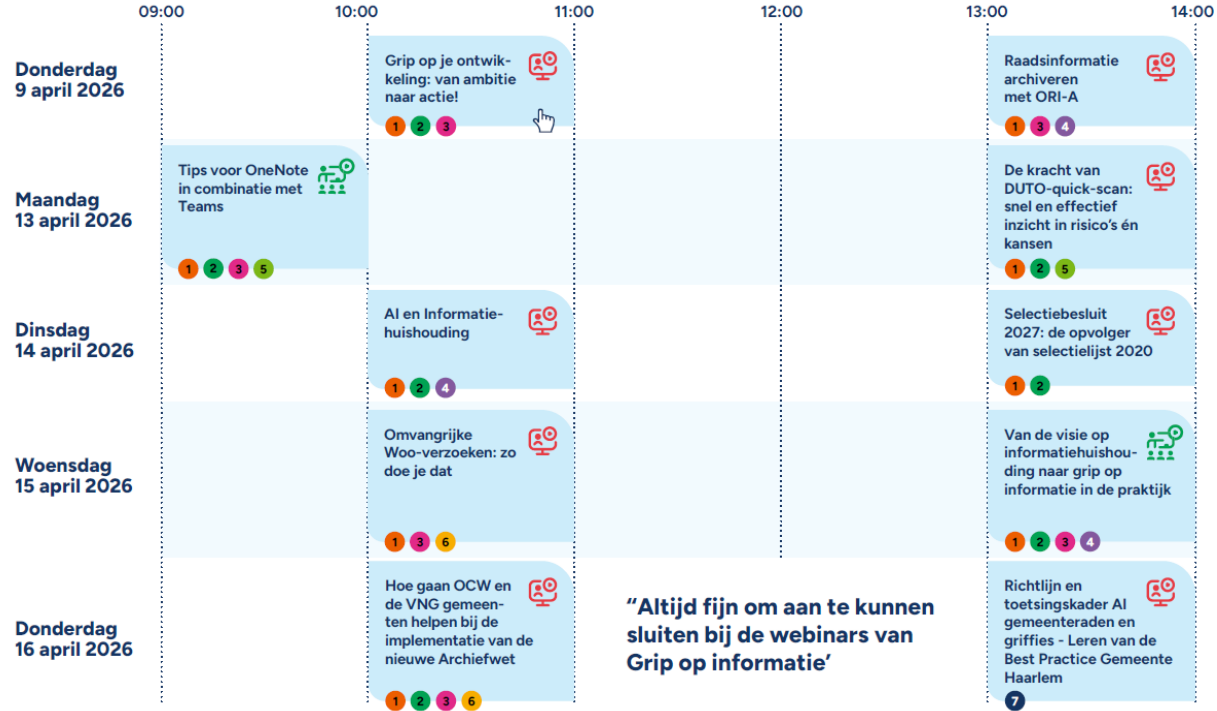 09:00 10:00 11:00 12:00 13:00 14:00
Donderdag
9 april 2026
Grip op je ontwik-
keling: van ambitie
naar actie!
1 2 3
Raadsinformatie
archiveren
met ORI-A
1 3 4
Maandag
13 april 2026
Tips voor OneNote
in combinatie met
Teams
1 2 3 5
De kracht van
DUTO-quick-scan:
snel en effectief
inzicht in risico's én
kansen
1 2 5
Dinsdag
14 april 2026
AI en Informatie-
huishouding
1 2 4
Selectiebesluit
2027: de opvolger
van selectielijst 2020
1 2
Woensdag
15 april 2026
Omvangrijke
Woo-verzoeken: zo
doe je dat
1 3 6
Van de visie op
informatiehuishou-
ding naar grip op
informatie in de praktijk
1 2 3 4
Donderdag
16 april 2026
Hoe gaan OCW en
de VNG gemeen-
ten helpen bij de
implementatie van de
nieuwe Archiefwet
1 2 3 6
“Altijd fijn om aan te kunnen
sluiten bij de webinars van
Grip op informatie’
Richtlijn en
toetsingskader AI
gemeenteraden en
griffies - Leren van de
Best Practice Gemeente
Haarlem
7